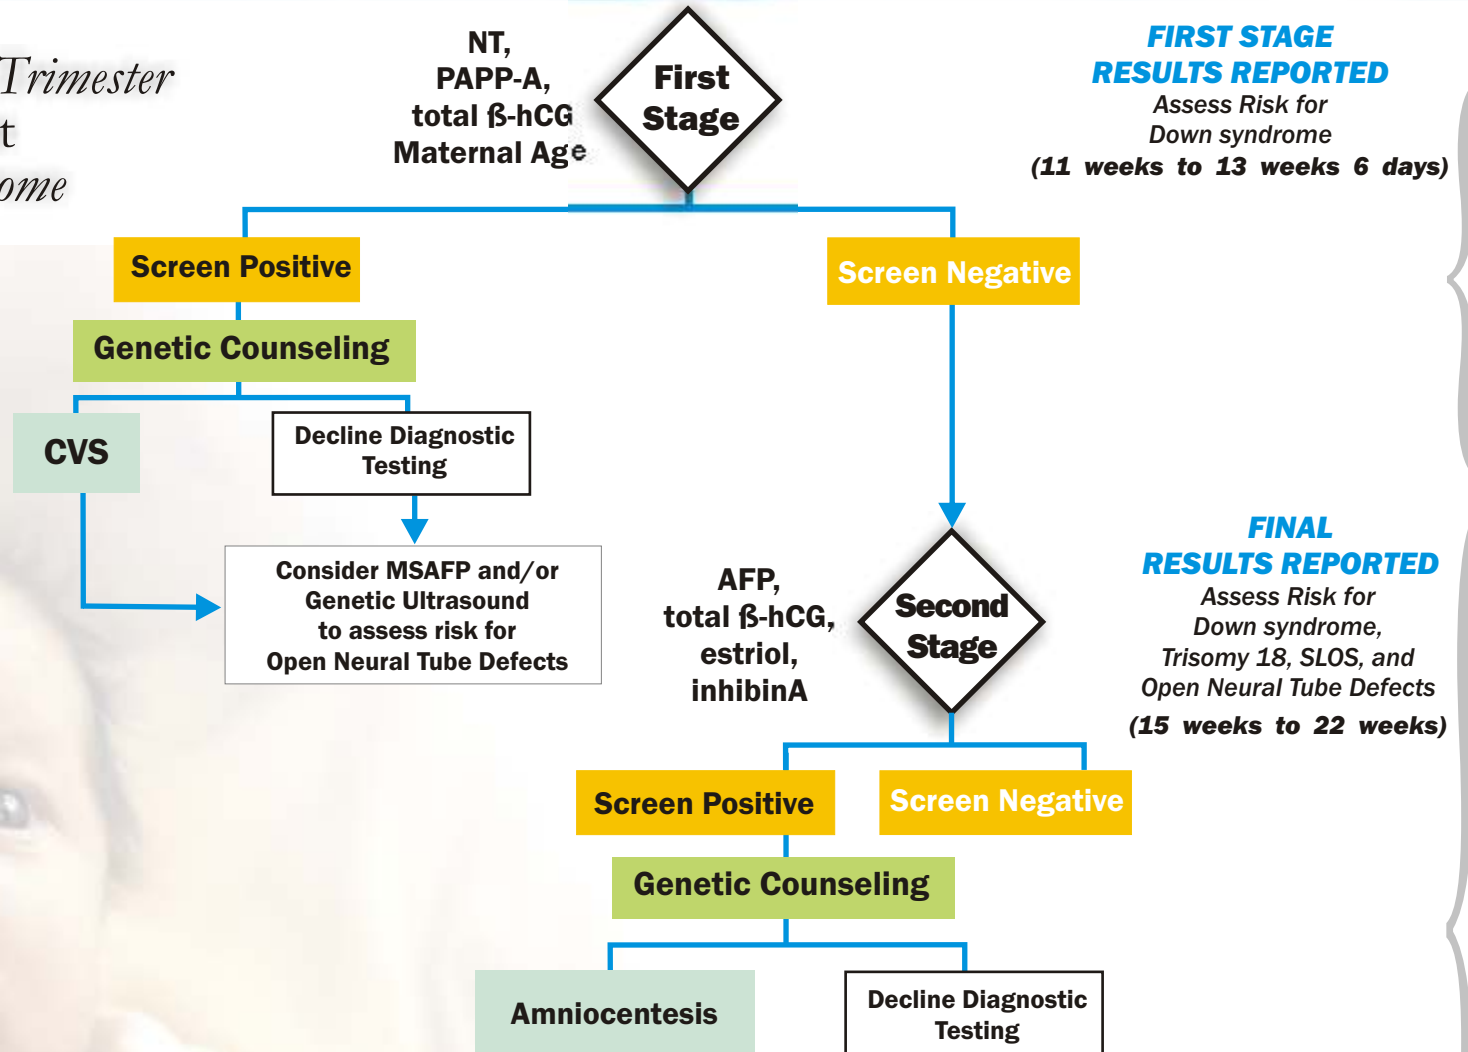 Trimester
t
ome
NT,
PAPP-A,
total ß-hCG
Maternal Age
First
Stage
FIRST STAGE
RESULTS REPORTED
Assess Risk for
Down syndrome
(11 weeks to 13 weeks 6 days)
Screen Positive
Screen Negative
Genetic Counseling
CVS
Decline Diagnostic
Testing
Consider MSAFP and/or
Genetic Ultrasound
to assess risk for
Open Neural Tube Defects
AFP,
total ß-hCG,
estriol,
inhibinA
Second
Stage
FINAL
RESULTS REPORTED
Assess Risk for
Down syndrome,
Trisomy 18, SLOS, and
Open Neural Tube Defects
(15 weeks to 22 weeks)
Screen Positive
Screen Negative
Genetic Counseling
Amniocentesis
Decline Diagnostic
Testing